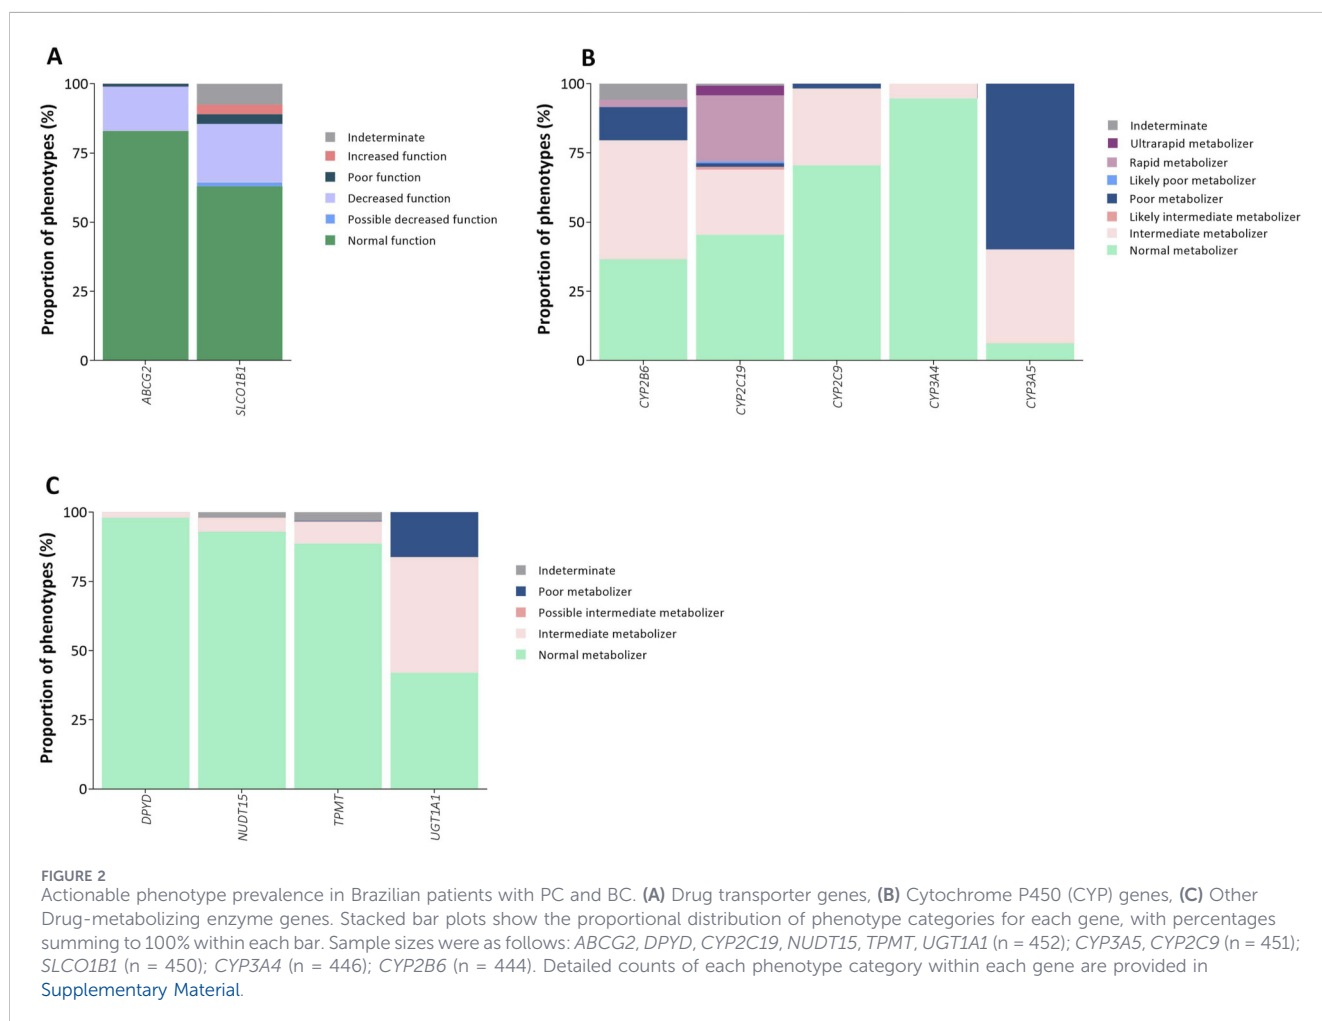 A
Proportion of phenotypes (%)
100
75
50
25
0
ABCG2
SLCO1B1
Indeterminate
Increased function
Poor function
Decreased function
Possible decreased function
Normal function
B
Proportion of phenotypes (%)
100
75
50
25
0
CYP2B6
CYP2C19
CYP2C9
CYP3A4
CYP3A5
Indeterminate
Ultrarapid metabolizer
Rapid metabolizer
Likely poor metabolizer
Poor metabolizer
Likely intermediate metabolizer
Intermediate metabolizer
Normal metabolizer
C
Proportion of phenotypes (%)
100
75
50
25
0
DPYD
NUDT15
TPMT
UGT1A1
Indeterminate
Poor metabolizer
Possible intermediate metabolizer
Intermediate metabolizer
Normal metabolizer
FIGURE 2
Actionable phenotype prevalence in Brazilian patients with PC and BC. (A) Drug transporter genes, (B) Cytochrome P450 (CYP) genes, (C) Other
Drug-metabolizing enzyme genes. Stacked bar plots show the proportional distribution of phenotype categories for each gene, with percentages
summing to 100% within each bar. Sample sizes were as follows: ABCG2, DPYD, CYP2C19, NUDT15, TPMT, UGT1A1 (n = 452); CYP3A5, CYP2C9 (n = 451);
SLCO1B1 (n = 450); CYP3A4 (n = 446); CYP2B6 (n = 444). Detailed counts of each phenotype category within each gene are provided in
Supplementary Material.